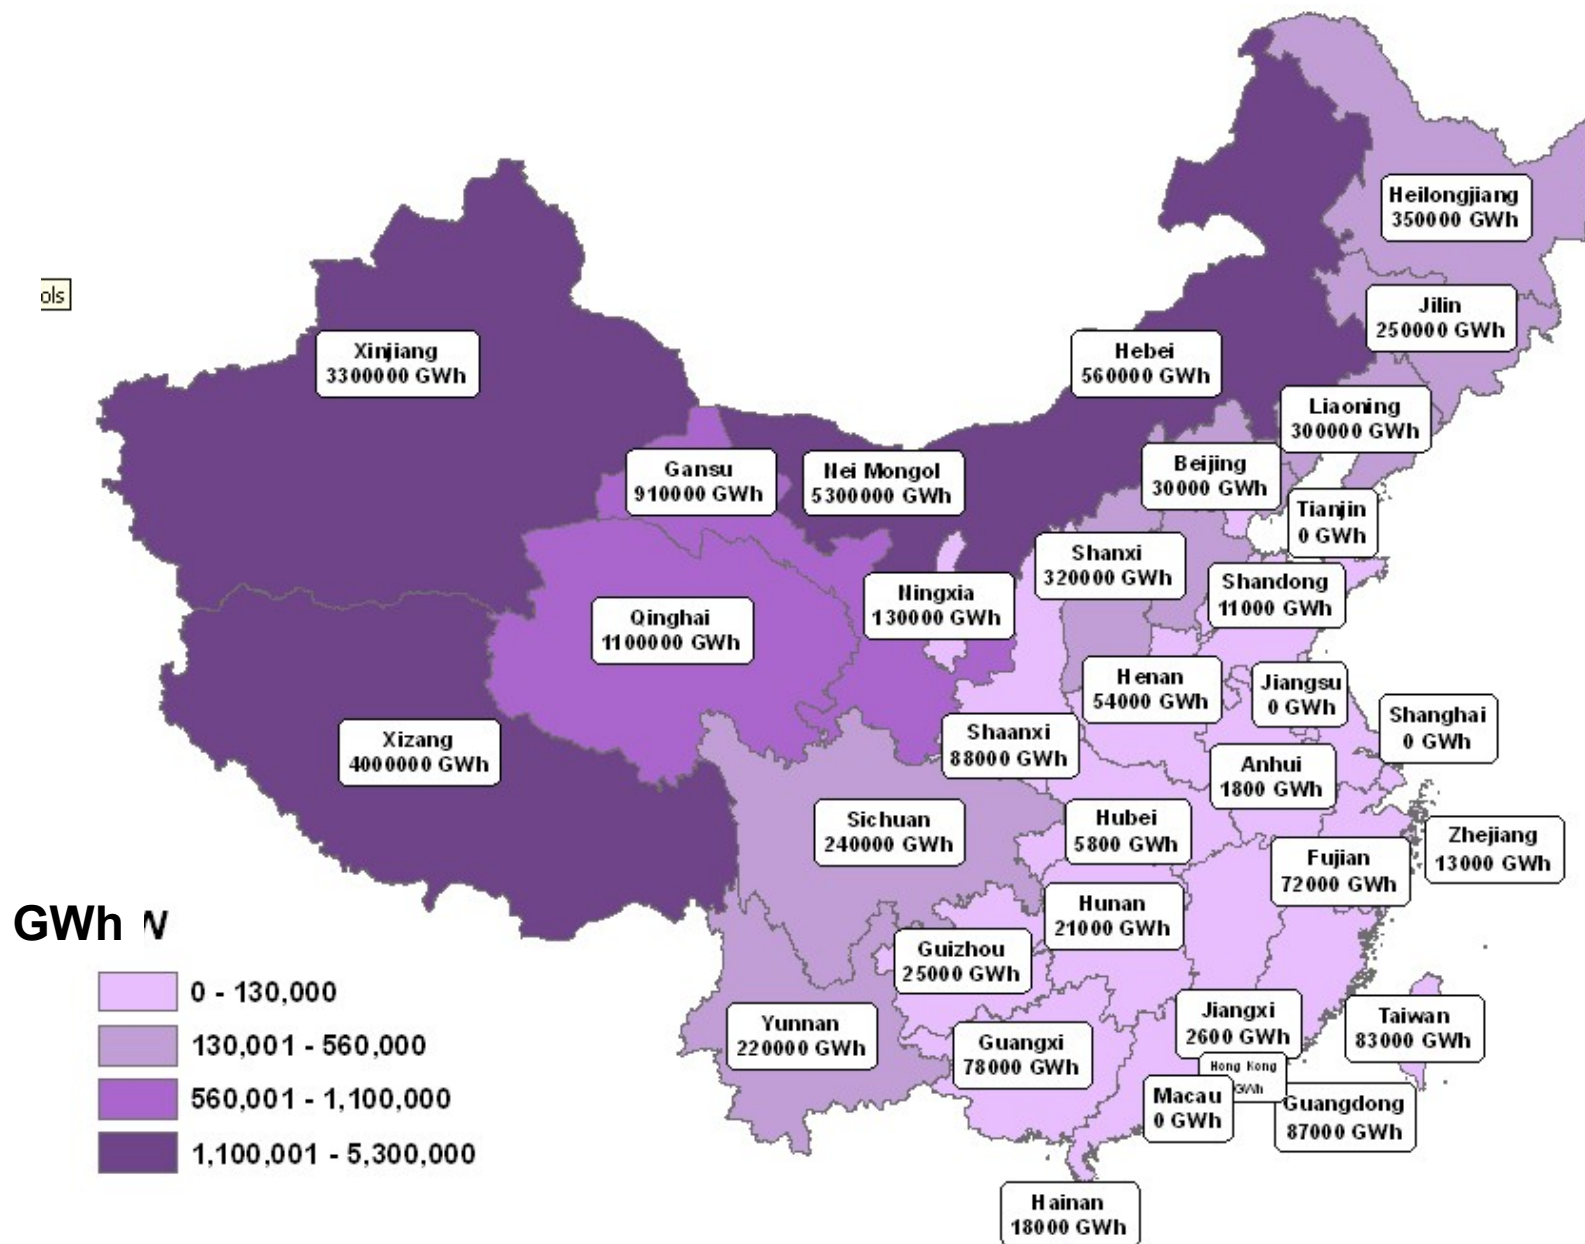 Heilongjiang
350000 GWh
ols
Jilin
250000 GWh
Xinjiang
3300000 GWh
Hebei
560000 GWh
Liaoning
300000 GWh
Gansu
910000 GWh
Nei Mongol
5300000 GWh
Beijing
30000 GWh
Tianjin
0 GWh
Shanxi
320000 GWh
Shandong
11000 GWh
Ningxia
130000 GWh
Qinghai
1100000 GWh
Henan
54000 GWh
Jiangsu
0 GWh
Shanghai
0 GWh
Xizang
4000000 GWh
Shaanxi
88000 GWh
Anhui
1800 GWh
Sichuan
240000 GWh
Hubei
5800 GWh
Zhejiang
13000 GWh
Fujian
72000 GWh
Hunan
21000 GWh
Guizhou
25000 GWh
Yunnan
220000 GWh
Guangxi
78000 GWh
Jiangxi
2600 GWh
Taiwan
83000 GWh
Hong Kong
GWh
Macau
0 GWh
Guangdong
87000 GWh
Hainan
18000 GWh
GWh
0 - 130,000
130,001 - 560,000
560,001 - 1,100,000
1,100,001 - 5,300,000